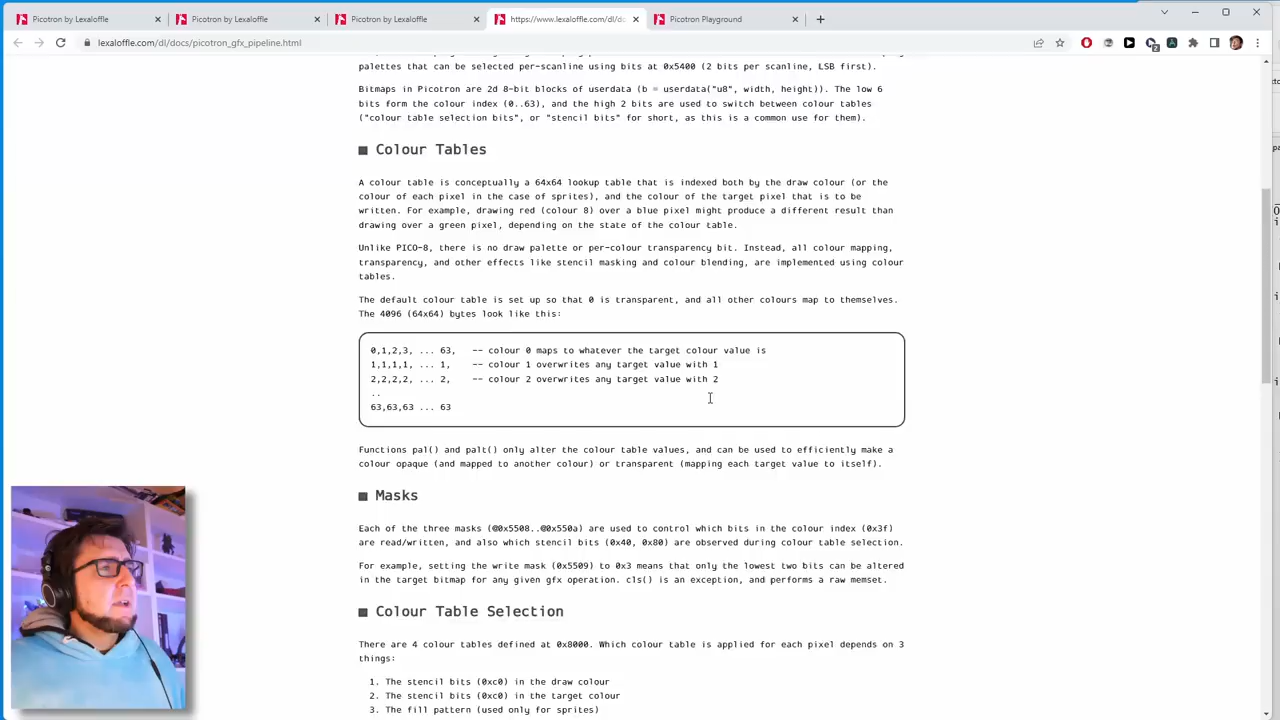 Picotron by Lexaloffle
Picotron by Lexaloffle
Picotron by Lexaloffle
https://www.lexaloffle.com/dl/dc
Picotron Playground
lexaloffle.com/dl/docs/picotron_gfx_pipeline.html
palettes that can be selected per-scanline using bits at 0x5400 (2 bits per scanline, LSB first).
Bitmaps in Picotron are 2d 8-bit blocks of userdata (b = userdata("u8", width, height)). The low 6
bits form the colour index (0..63), and the high 2 bits are used to switch between colour tables
("colour table selection bits", or "stencil bits" for short, as this is a common use for them).
Colour Tables
A colour table is conceptually a 64x64 lookup table that is indexed both by the draw colour (or the
colour of each pixel in the case of sprites), and the colour of the target pixel that is to be
written. For example, drawing red (colour 8) over a blue pixel might produce a different result than
drawing over a green pixel, depending on the state of the colour table.
Unlike PICO-8, there is no draw palette or per-colour transparency bit. Instead, all colour mapping,
transparency, and other effects like stencil masking and colour blending, are implemented using colour
tables.
The default colour table is set up so that 0 is transparent, and all other colours map to themselves.
The 4096 (64x64) bytes look like this:
0,1,2,3, ... 63, -- colour 0 maps to whatever the target colour value is
1,1,1,1, ... 1, -- colour 1 overwrites any target value with 1
2,2,2,2, ... 2, -- colour 2 overwrites any target value with 2
..
63,63,63 ... 63
Functions pal() and palt() only alter the colour table values, and can be used to efficiently make a
colour opaque (and mapped to another colour) or transparent (mapping each target value to itself).
Masks
Each of the three masks (@0x5508..@0x550a) are used to control which bits in the colour index (0x3f)
are read/written, and also which stencil bits (0x40, 0x80) are observed during colour table selection.
For example, setting the write mask (0x5509) to 0x3 means that only the lowest two bits can be altered
in the target bitmap for any given gfx operation. cls() is an exception, and performs a raw memset.
Colour Table Selection
There are 4 colour tables defined at 0x8000. Which colour table is applied for each pixel depends on 3
things:
1. The stencil bits (0xc0) in the draw colour
2. The stencil bits (0xc0) in the target colour
3. The fill pattern (used only for sprites)